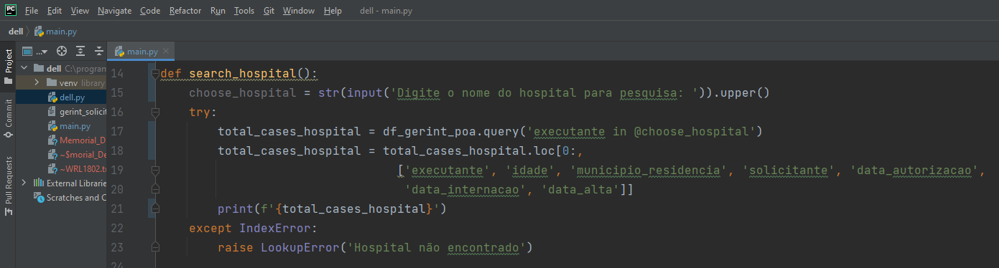 PC File Edit View Navigate Code Refactor Run Tools Git Window Help dell - main.py
dell main.py
Project
Commit
Pull Requests
... main.py
dell C:\program
venv library
dell.py
gerint_solicit
main.py
Memorial_D
~$morial_De
~WRL1802.t
External Librarie
Scratches and C
14 def search_hospital():
15 choose_hospital = str(input('Digite o nome do hospital para pesquisa: ')).upper()
16 try:
17 total_cases_hospital = df_gerint_poa.query('executante in @choose_hospital')
18 total_cases_hospital = total_cases_hospital.loc[0:,
19 ['executante', 'idade', 'municipio_residencia', 'solicitante', 'data_autorizacao',
20 'data_internacao', 'data_alta']]
21 print(f'{total_cases_hospital}')
22 except IndexError:
23 raise LookupError('Hospital não encontrado')